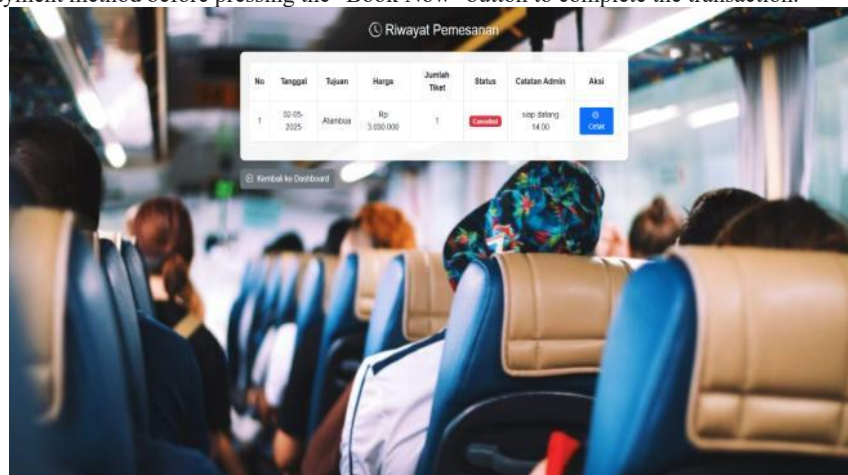 yment method before pressing the "Book Now" button to complete the transaction.
Riwayat Pemesanan
No Tanggal Tujuan Harga Jumlah Tiket Status Catatan Admin Aksi
1 02-05-2025 Atambua Rp 3.000.000 1 Cancelled siap datang 14.00 Cetak
Kembali ke Dashboard